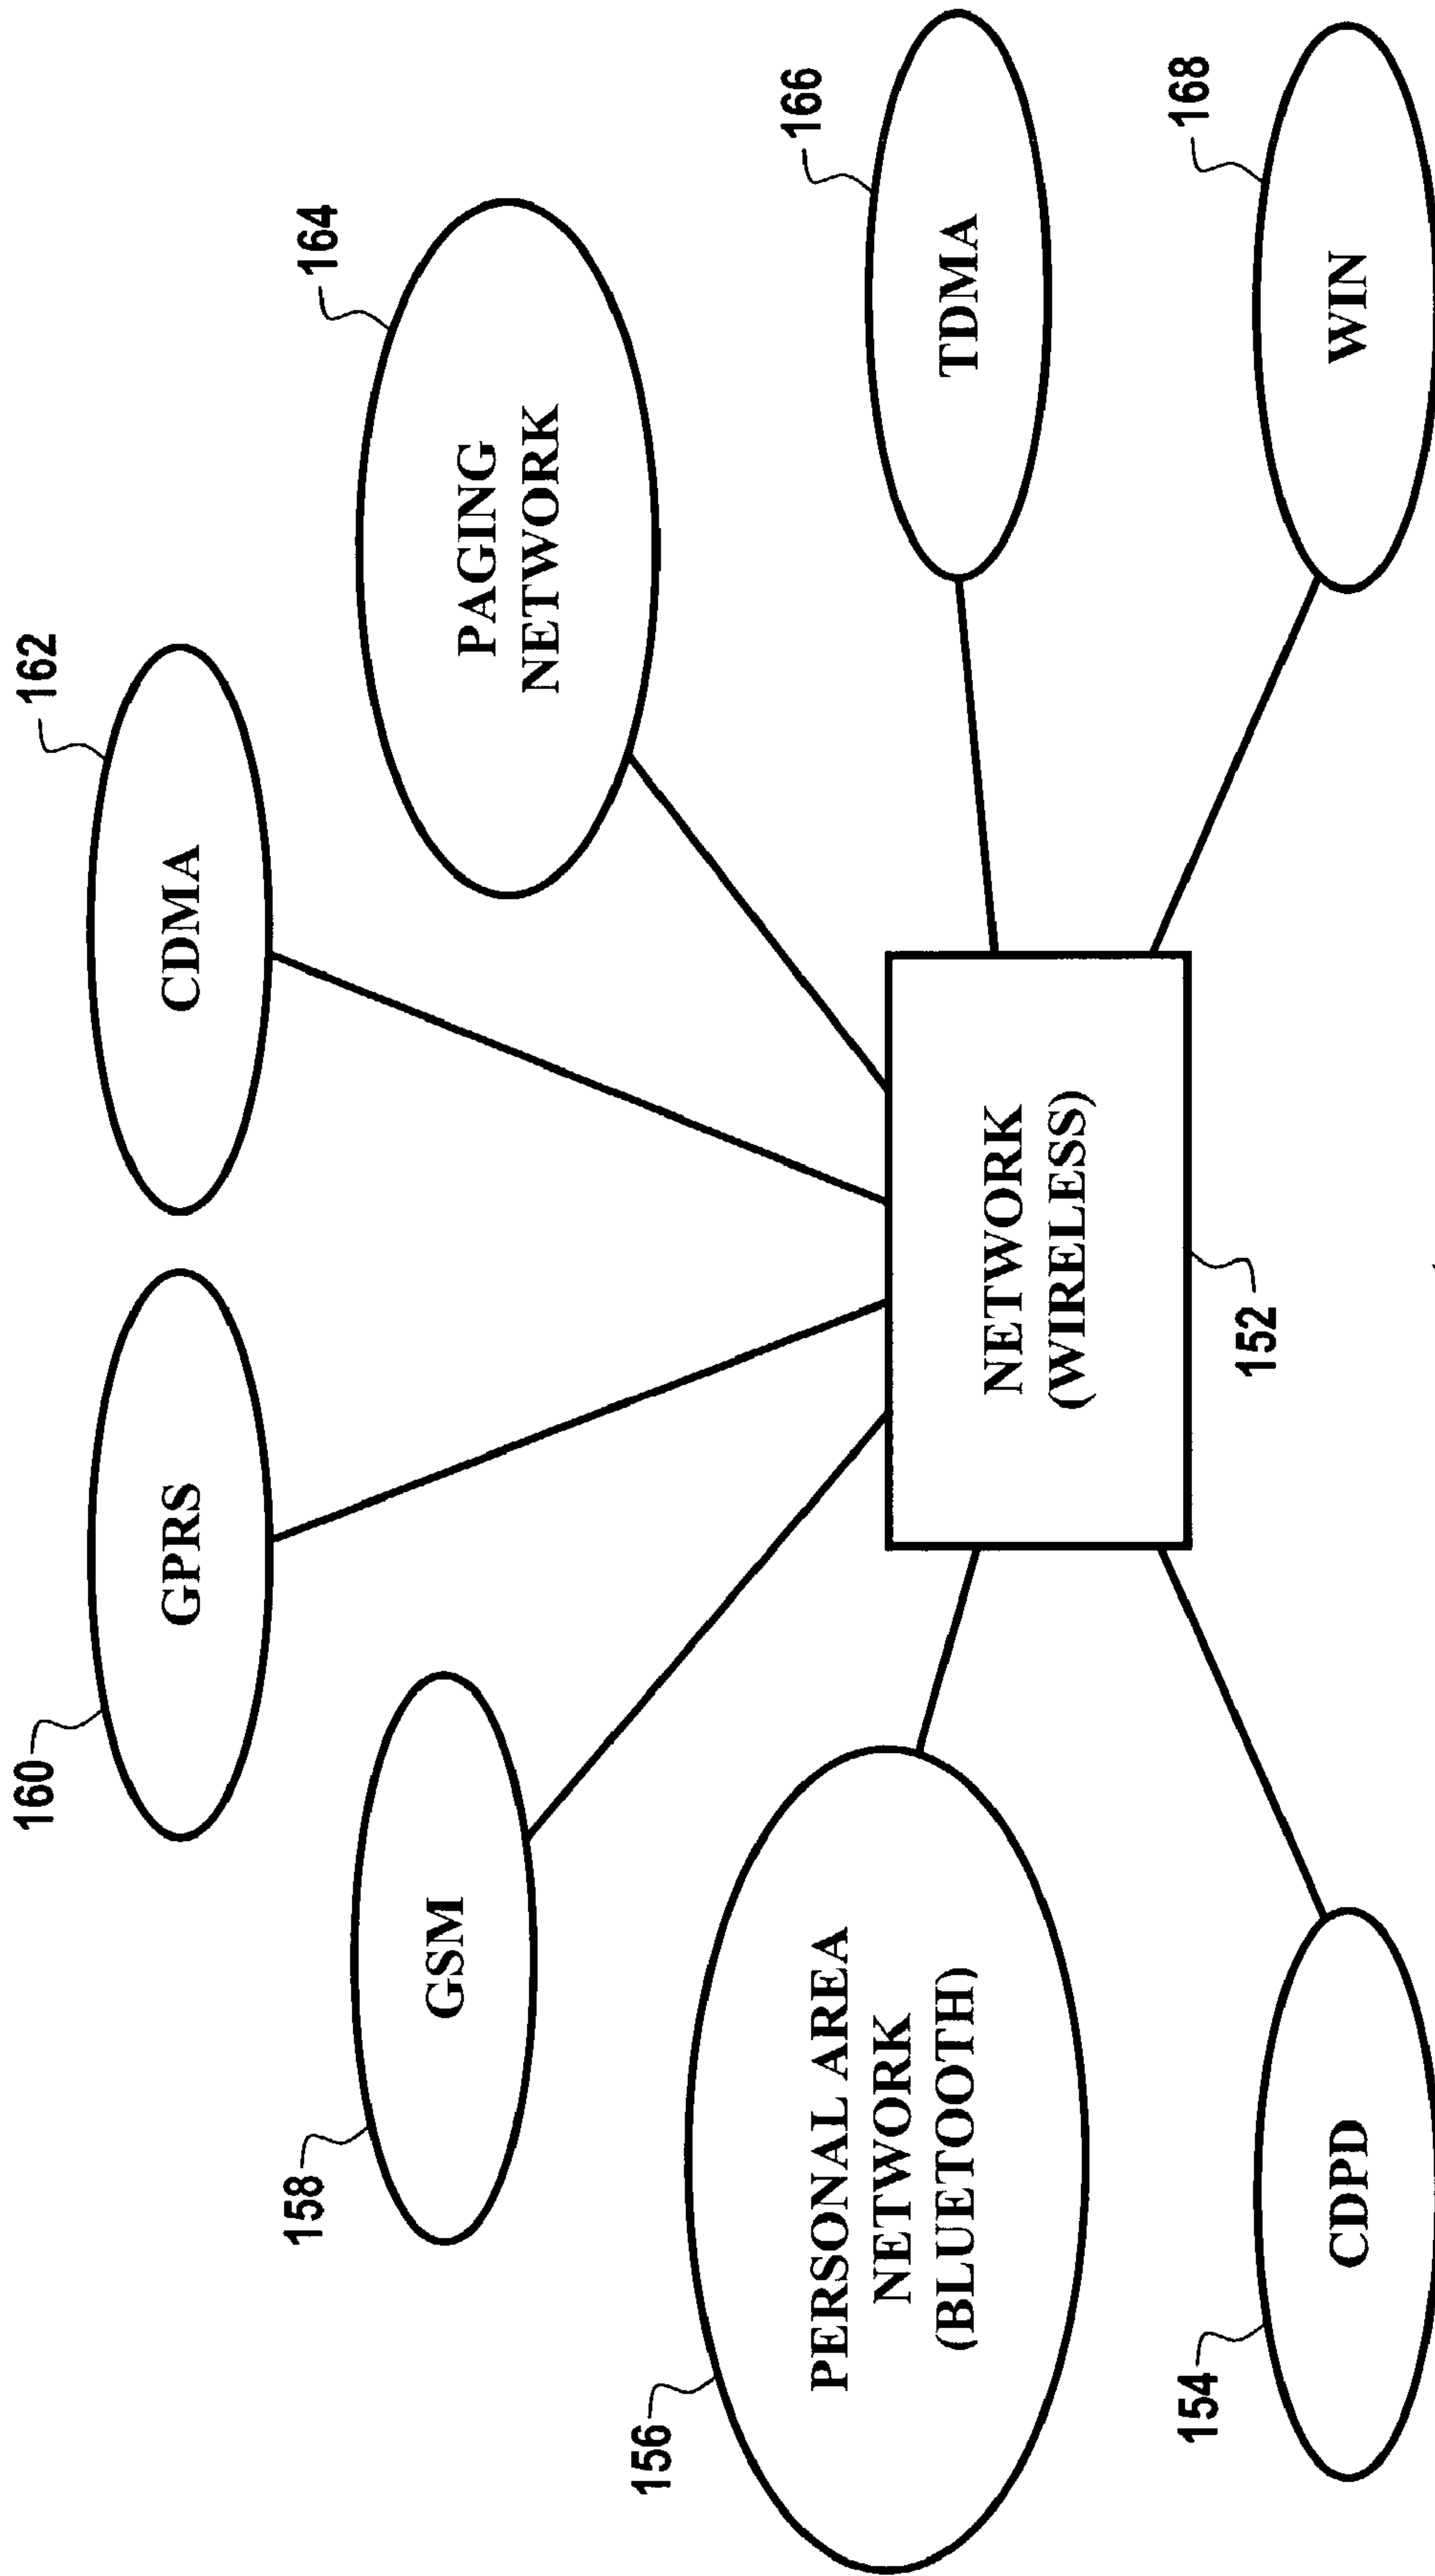 160
GPRS
162
CDMA
158
GSM
164
PAGING
NETWORK
156
PERSONAL AREA
NETWORK
(BLUETOOTH)
166
TDMA
NETWORK
(WIRELESS)
152
154
CDPD
168
WIN